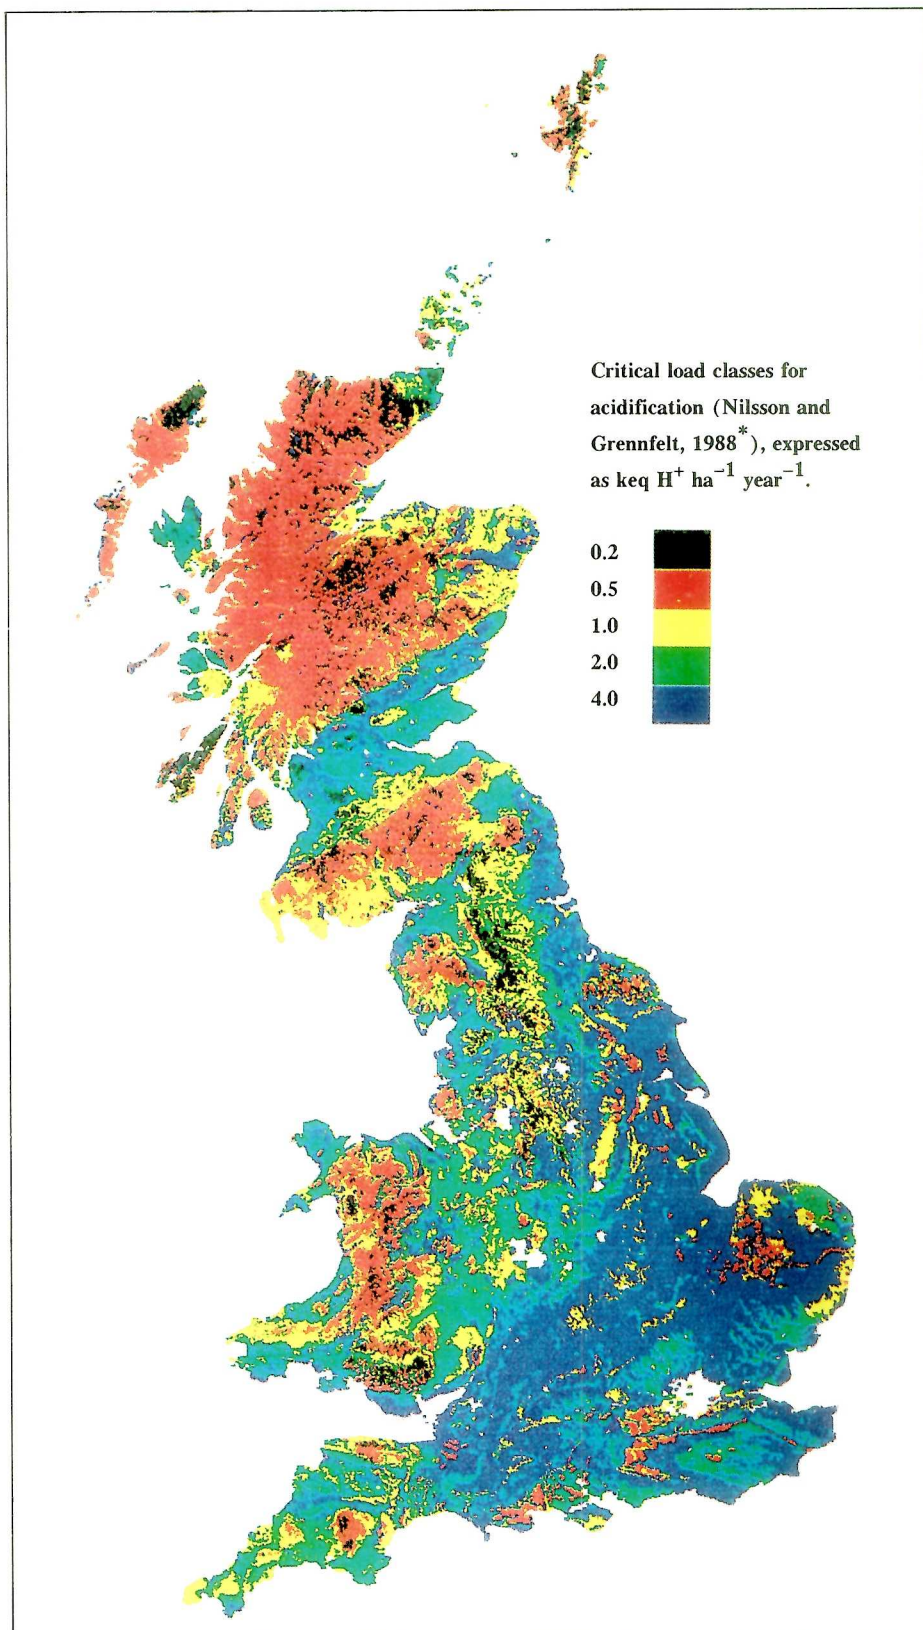 Critical load classes for
acidification (Nilsson and
Grennfelt, 1988*), expressed
as keq H⁺ ha⁻¹ year⁻¹.
0.2
0.5
1.0
2.0
4.0